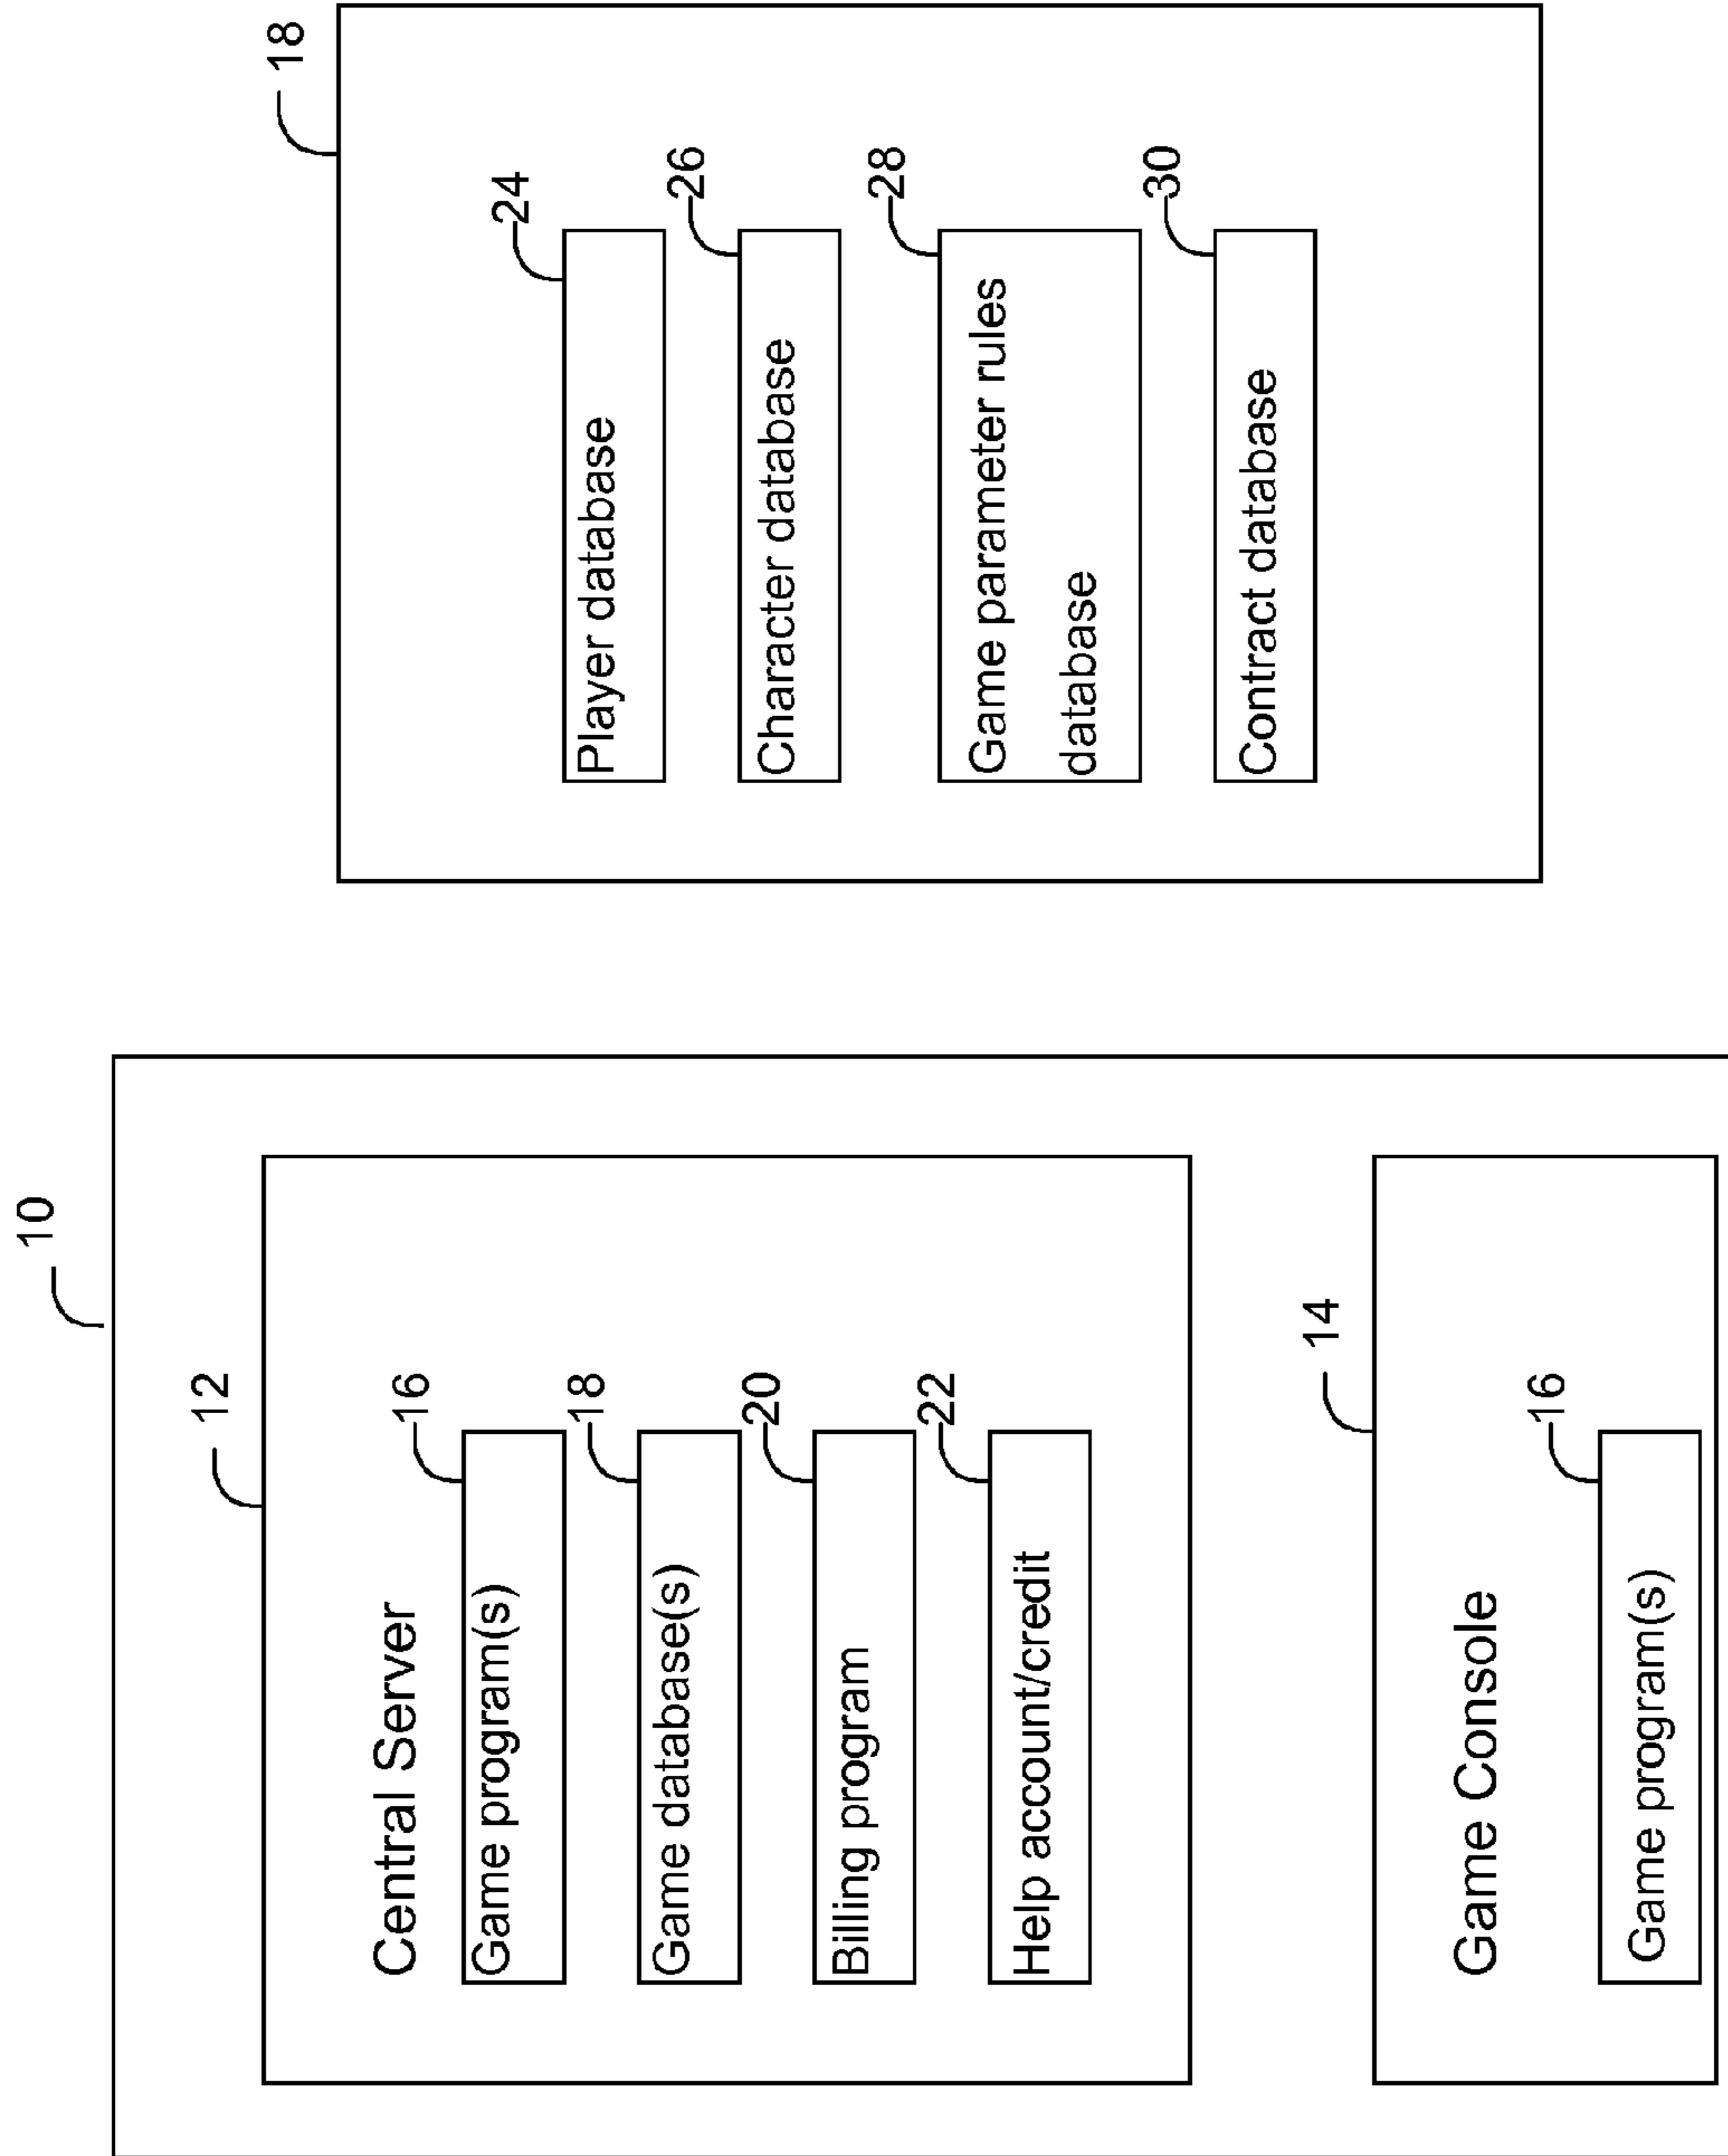 10
12
Central Server
16
Game program(s)
18
Game database(s)
20
Billing program
22
Help account/credit
14
Game Console
16
Game program(s)
18
24
Player database
26
Character database
28
Game parameter rules
database
30
Contract database